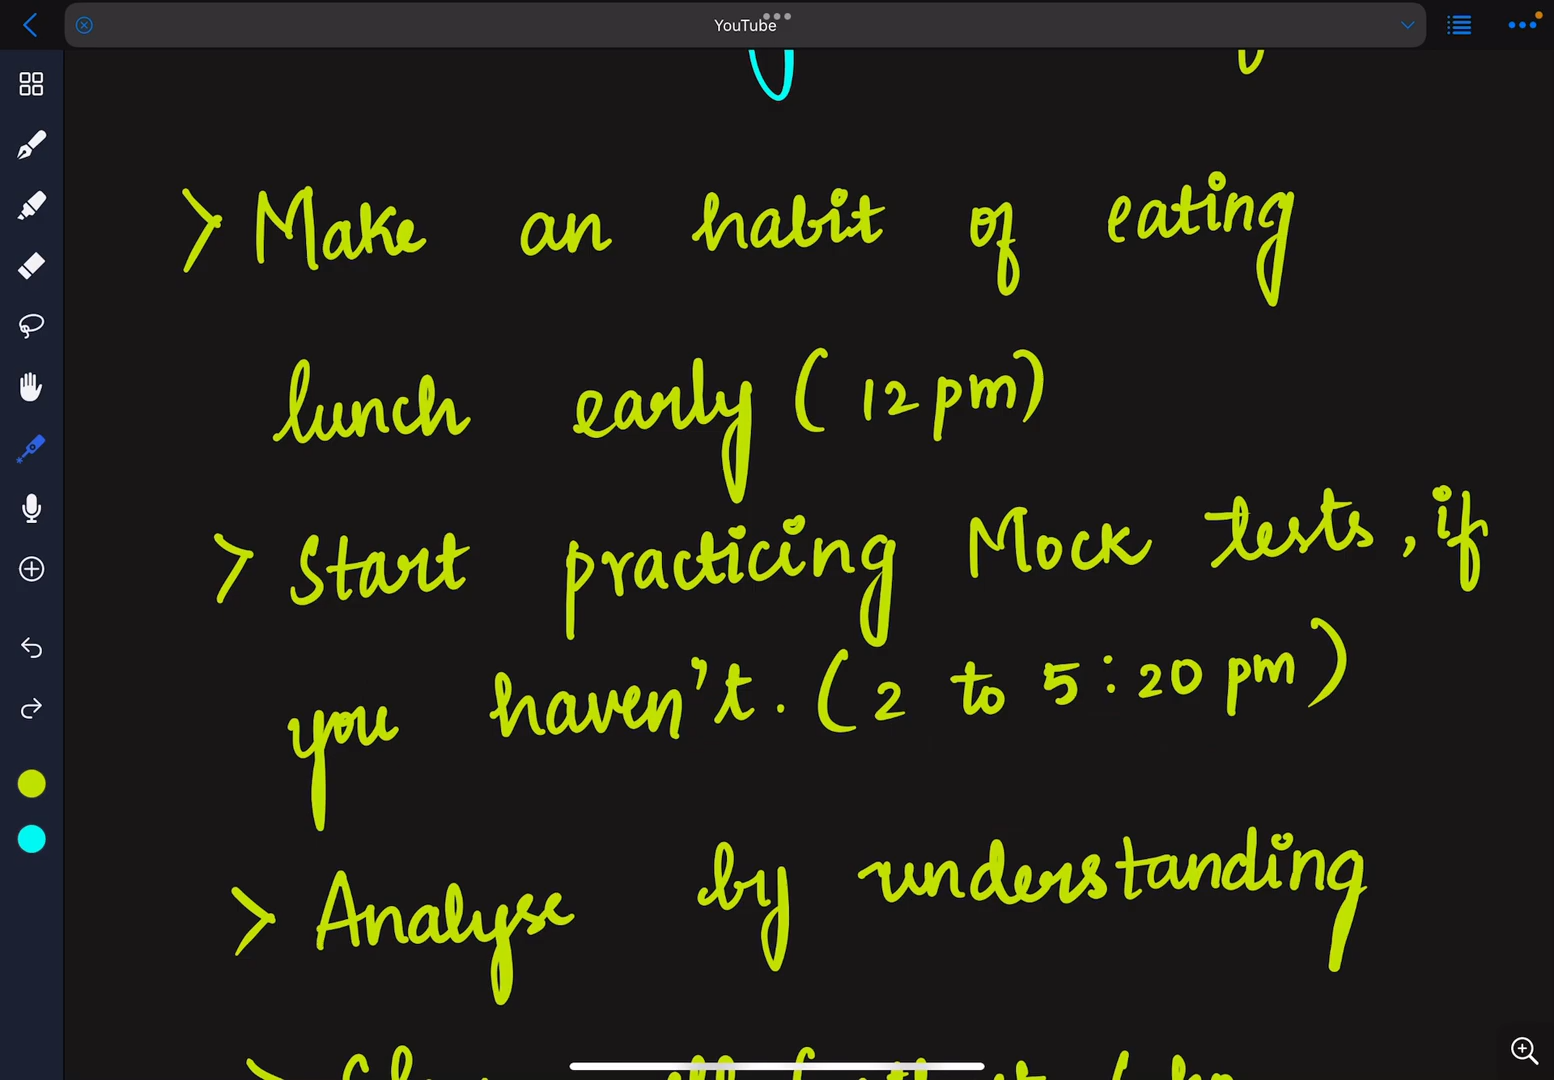 YouTube
> Make an habit of eating
lunch early ( 12 pm)
> Start practicing Mock tests, if
you haven't. ( 2 to 5:20 pm )
> Analyse by understanding